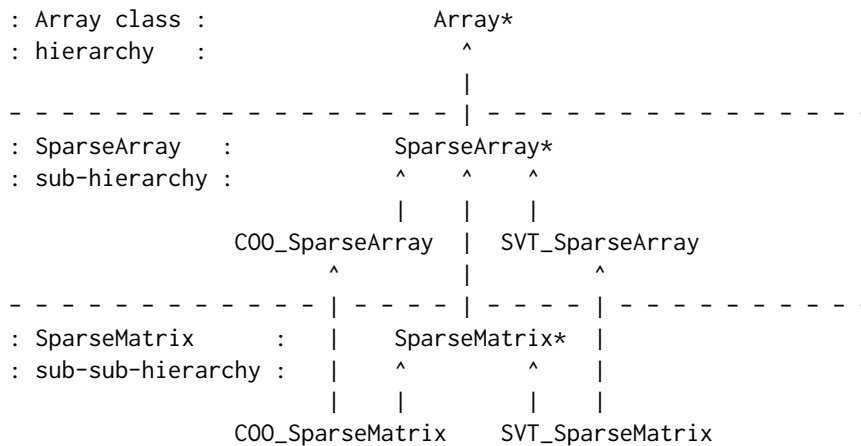 : Array class :                 Array*
: hierarchy   :                   ^
                                  |
- - - - - - - - - - - - - - - - - | - - - - - - - - - - - - - - -
: SparseArray   :            SparseArray*
: sub-hierarchy :            ^    ^    ^
                             |    |    |
                 COO_SparseArray  |  SVT_SparseArray
                        ^         |         ^
- - - - - - - - - - - - | - - - - | - - - - | - - - - - - - - - -
: SparseMatrix      :   |    SparseMatrix*  |
: sub-sub-hierarchy :   |    ^         ^    |
                        |    |         |    |
                 COO_SparseMatrix    SVT_SparseMatrix